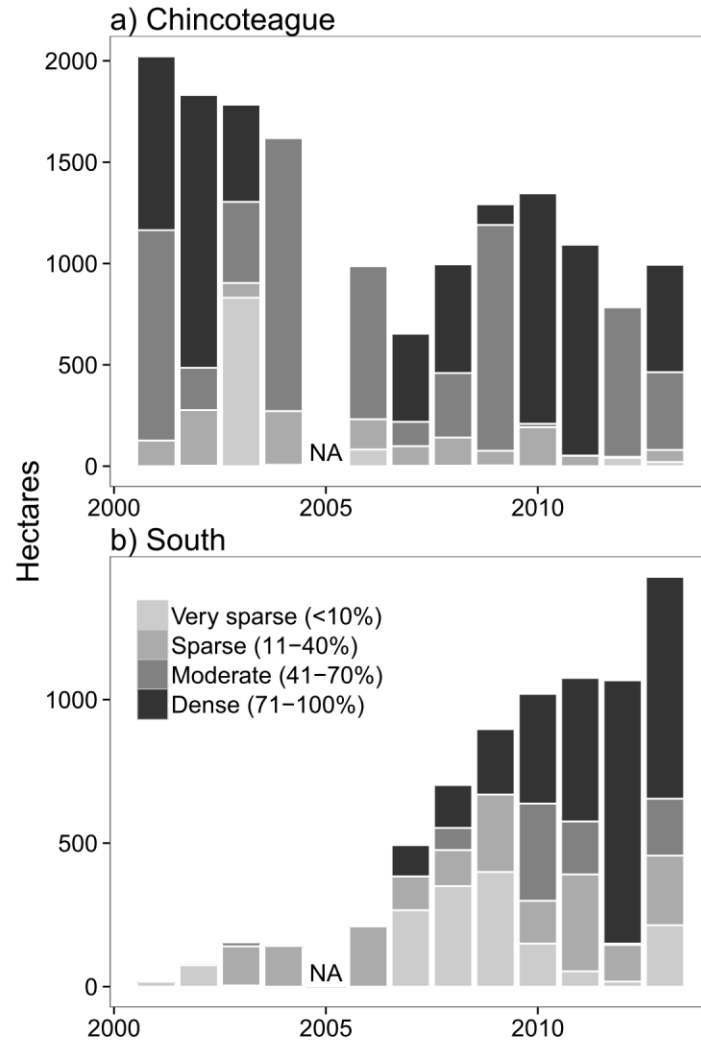 a) Chincoteague
2000
1500
1000
500
0
NA
2000 2005 2010
Hectares
b) South
Very sparse (<10%)
Sparse (11−40%)
Moderate (41−70%)
Dense (71−100%)
1000
500
0
NA
2000 2005 2010